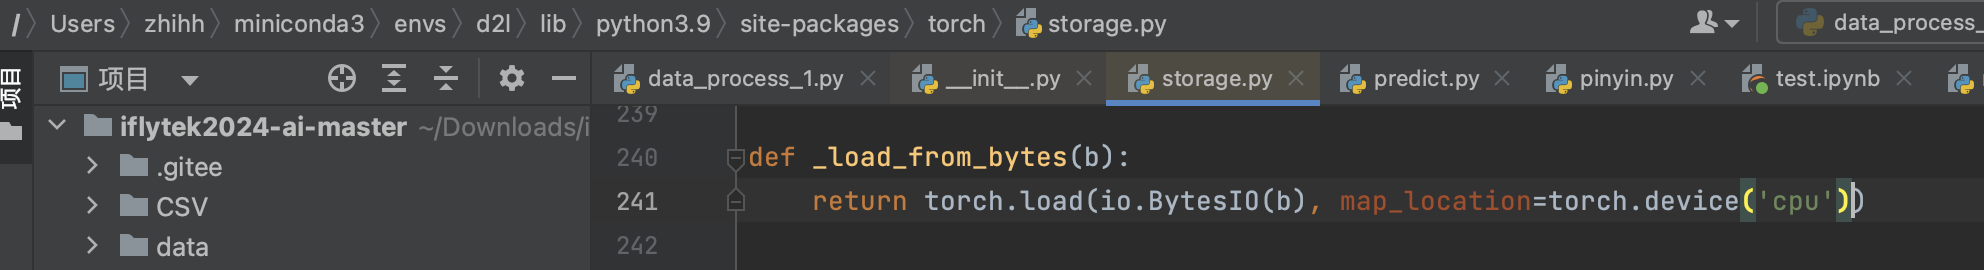 / Users zhihh miniconda3 envs d2l lib python3.9 site-packages torch storage.py data_process_
项目
项目
data_process_1.py __init__.py storage.py predict.py pinyin.py test.ipynb
iflytek2024-ai-master ~/Downloads/i
.gitee
CSV
data
239
240 def _load_from_bytes(b):
241 return torch.load(io.BytesIO(b), map_location=torch.device('cpu'))
242